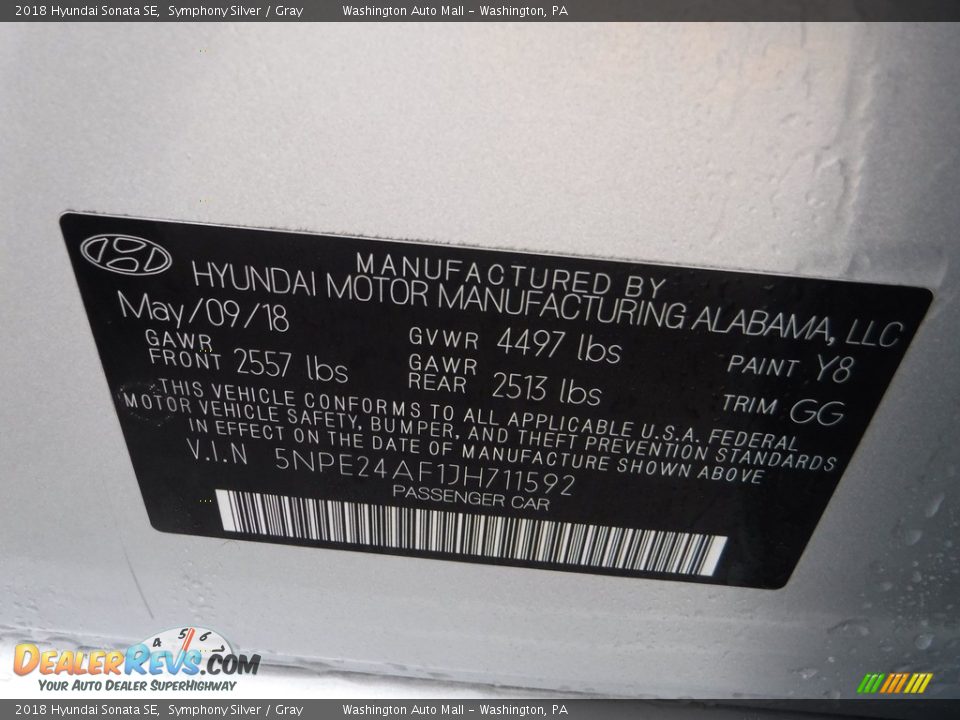 2018 Hyundai Sonata SE, Symphony Silver / Gray Washington Auto Mall - Washington, PA
MANUFACTURED BY
HYUNDAI MOTOR MANUFACTURING ALABAMA, LLC
May/09/18
GAWR FRONT 2557 lbs
GVWR 4497 lbs
GAWR REAR 2513 lbs
PAINT Y8
TRIM GG
THIS VEHICLE CONFORMS TO ALL APPLICABLE U.S.A. FEDERAL
MOTOR VEHICLE SAFETY, BUMPER, AND THEFT PREVENTION STANDARDS
IN EFFECT ON THE DATE OF MANUFACTURE SHOWN ABOVE
V.I.N 5NPE24AF1JH711592
PASSENGER CAR
4 5 6
DEALERREVS.COM
YOUR AUTO DEALER SUPERHIGHWAY
2018 Hyundai Sonata SE, Symphony Silver / Gray Washington Auto Mall - Washington, PA